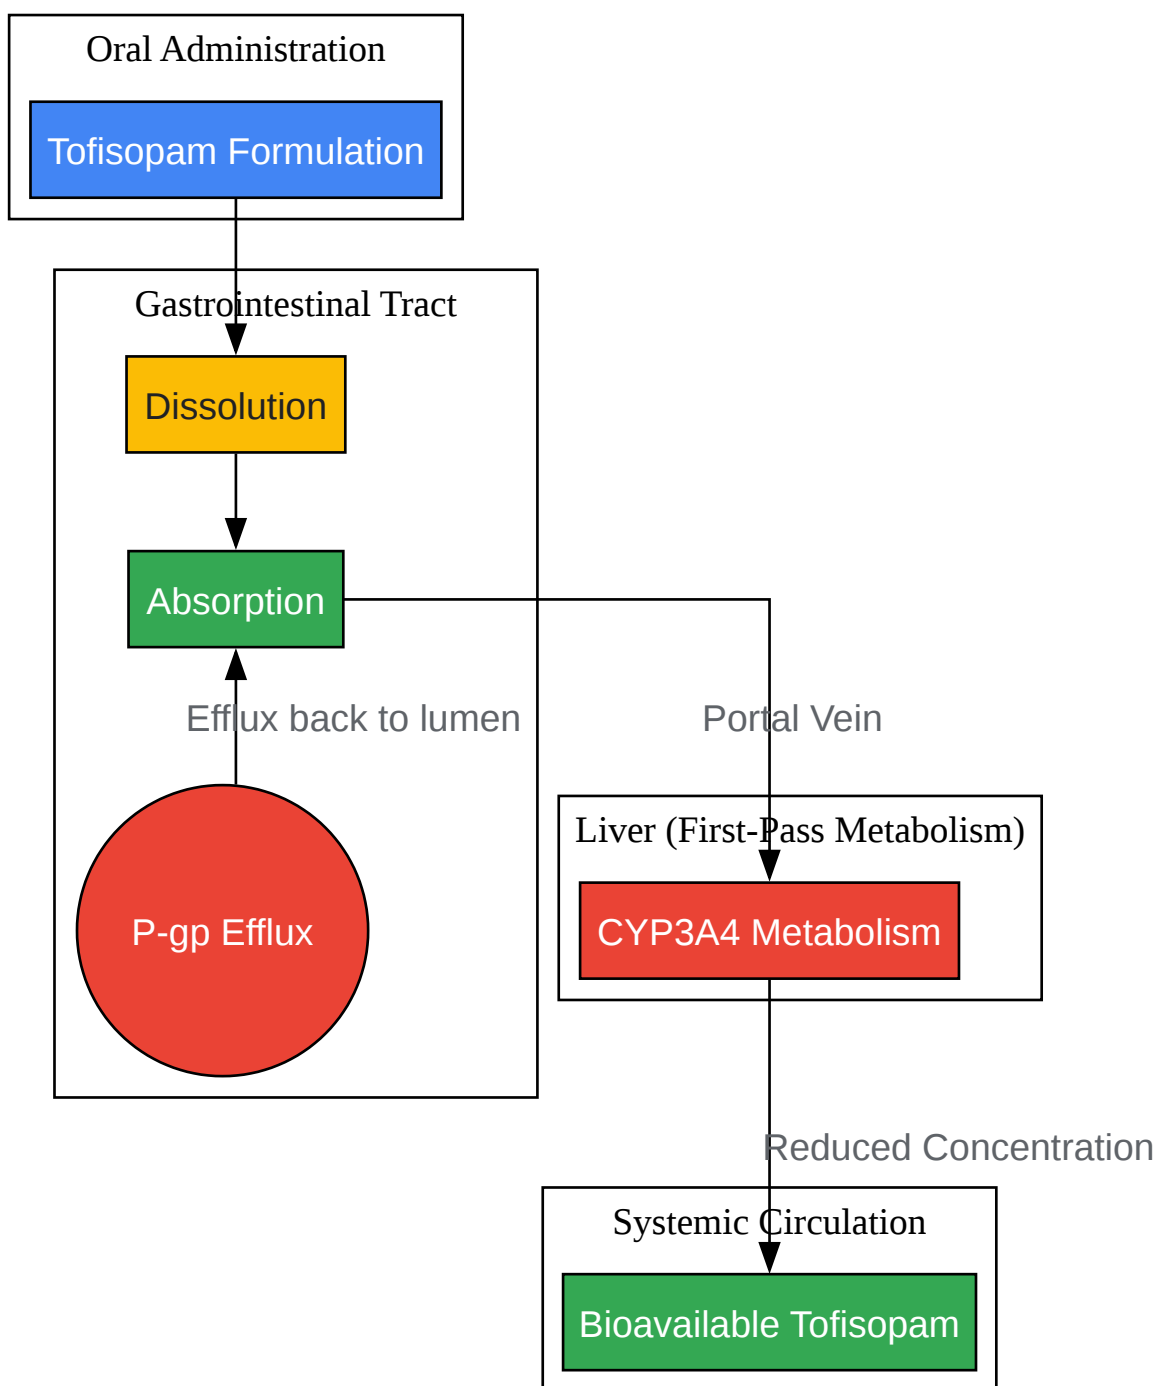 Oral Administration
Tofisopam Formulation
Gastrointestinal Tract
Dissolution
Absorption
Efflux back to lumen
Portal Vein
Liver (First-Pass Metabolism)
P-gp Efflux
CYP3A4 Metabolism
Reduced Concentration
Systemic Circulation
Bioavailable Tofisopam